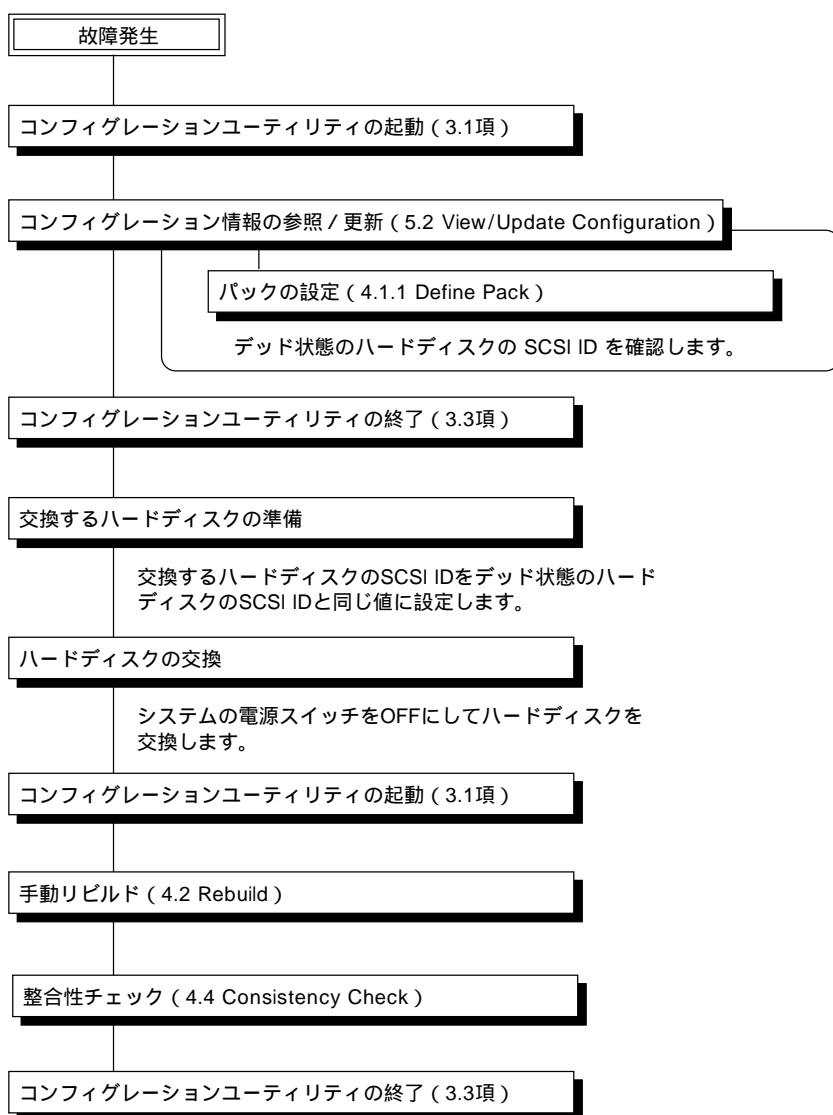 故障発生
コンフィグレーションユーティリティの起動（3.1項）
コンフィグレーション情報の参照／更新（5.2 View/Update Configuration）
パックの設定（4.1.1 Define Pack）
デッド状態のハードディスクの SCSI ID を確認します。
コンフィグレーションユーティリティの終了（3.3項）
交換するハードディスクの準備
交換するハードディスクのSCSI IDをデッド状態のハード
ディスクのSCSI IDと同じ値に設定します。
ハードディスクの交換
システムの電源スイッチをOFFにしてハードディスクを
交換します。
コンフィグレーションユーティリティの起動（3.1項）
手動リビルド（4.2 Rebuild）
整合性チェック（4.4 Consistency Check）
コンフィグレーションユーティリティの終了（3.3項）